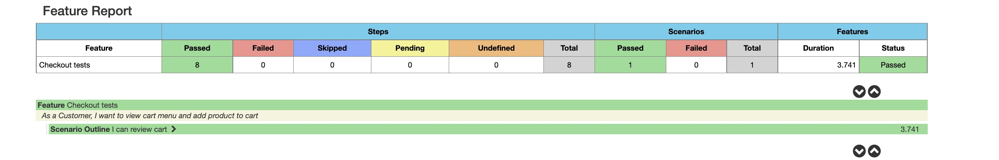 Feature Report
Steps Scenarios Features
Feature Passed Failed Skipped Pending Undefined Total Passed Failed Total Duration Status
Checkout tests 8 0 0 0 0 8 1 0 1 3.741 Passed
Feature Checkout tests
As a Customer, I want to view cart menu and add product to cart
Scenario Outline I can review cart 3.741